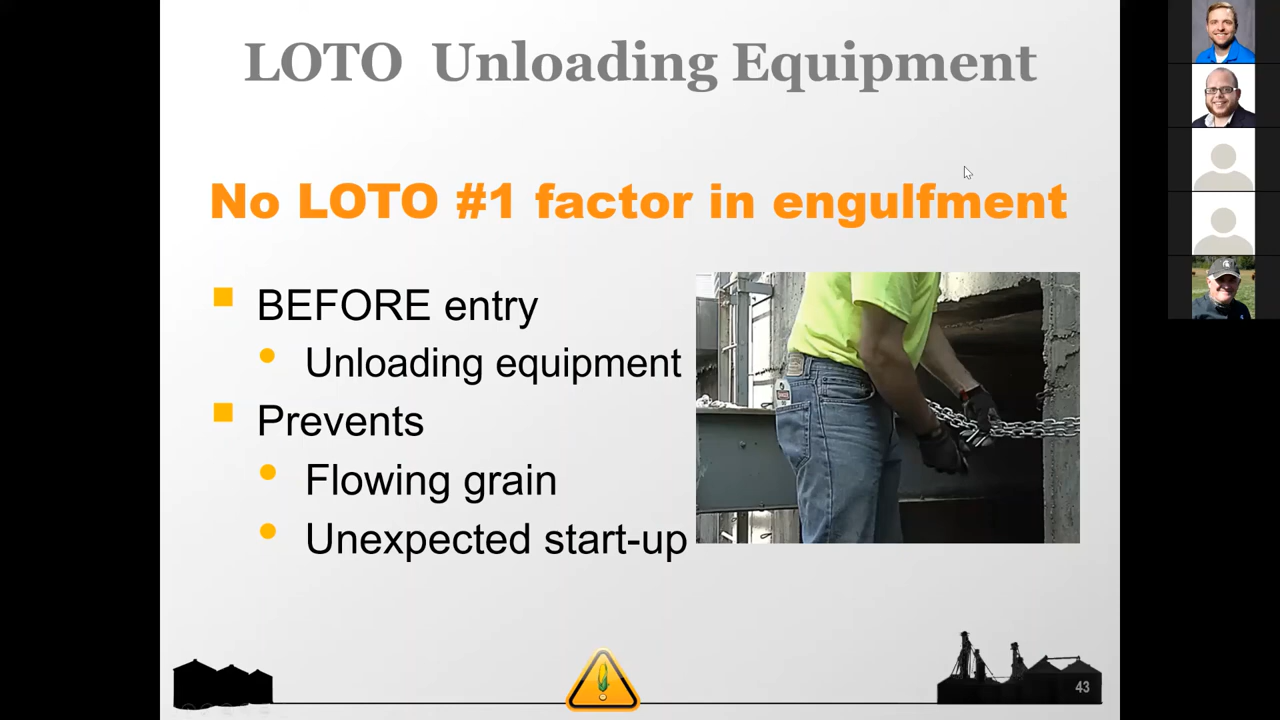 LOTO Unloading Equipment
No LOTO #1 factor in engulfment
BEFORE entry
Unloading equipment
Prevents
Flowing grain
Unexpected start-up
43